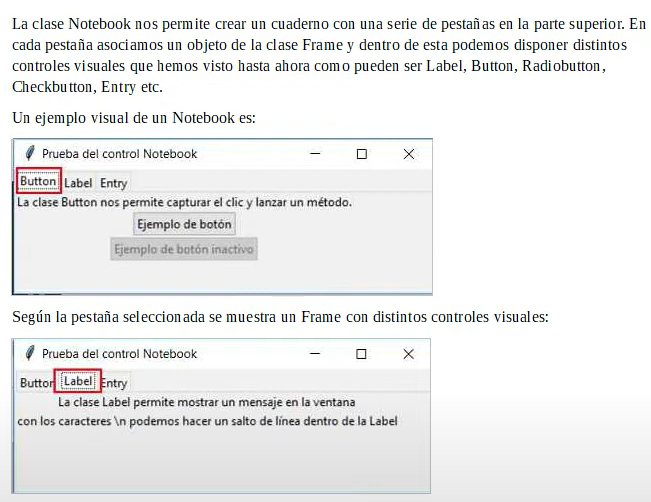 La clase Notebook nos permite crear un cuaderno con una serie de pestañas en la parte superior. En
cada pestaña asociamos un objeto de la clase Frame y dentro de esta podemos disponer distintos
controles visuales que hemos visto hasta ahora como pueden ser Label, Button, Radiobutton,
Checkbutton, Entry etc.
Un ejemplo visual de un Notebook es:
Prueba del control Notebook
Button Label Entry
La clase Button nos permite capturar el clic y lanzar un método.
Ejemplo de botón
Ejemplo de botón inactivo
Según la pestaña seleccionada se muestra un Frame con distintos controles visuales:
Prueba del control Notebook
Button Label Entry
La clase Label permite mostrar un mensaje en la ventana
con los caracteres \n podemos hacer un salto de línea dentro de la Label